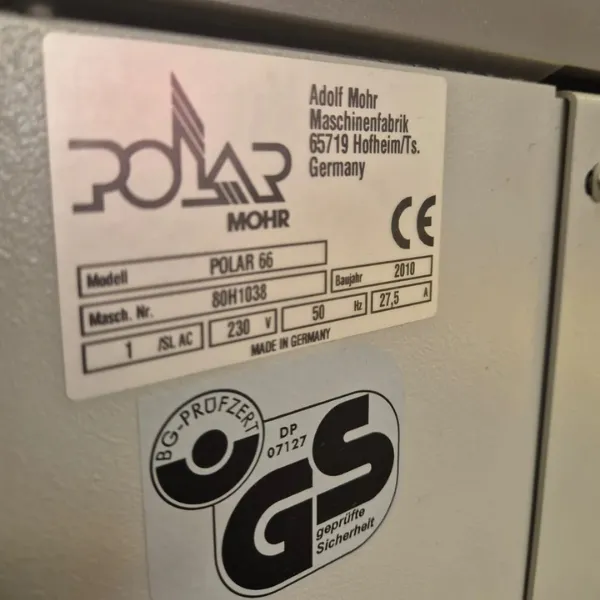 POLAR
MOHR
Adolf Mohr
Maschinenfabrik
65719 Hofheim/Ts.
Germany
CE
Modell POLAR 66
Masch. Nr. 80H1038 Baujahr 2010
1 /SL AC 230 V 50 Hz 27,5 A
MADE IN GERMANY
BG-PRÜFZERT
DP
07127
GS
geprüfte
Sicherheit